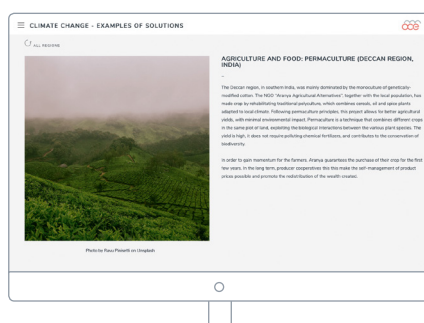 CLIMATE CHANGE - EXAMPLES OF SOLUTIONS
cce
ALL REGIONS
AGRICULTURE AND FOOD: PERMACULTURE (DECCAN REGION,
INDIA)
The Deccan region, in southern India, was mainly dominated by the monoculture of genetically-
modified cotton. The NGO "Aranya Agricultural Alternatives", together with the local population, has
made crop by rehabilitating traditional polyculture, which combines cereals, oil and spice plants
adapted to local climate. Following permaculture principles, this project allows for better agricultural
yields, with minimal environmental impact. Permaculture is a technique that combines different crops
in the same plot of land, exploiting the biological interactions between the various plant species. The
yield is high, it does not require polluting chemical fertilizers, and contributes to the conservation of
biodiversity.
In order to gain momentum for the farmers, Aranya guarantees the purchase of their crop for the first
few years. In the long term, producer cooperatives like this make the self-management of product
prices possible and promote the redistribution of the wealth created.
Photo by on Unsplash